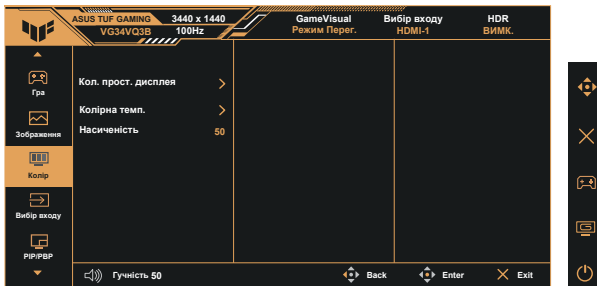 ASUS TUF GAMING 3440 x 1440
VG34VQ3B 100Hz
GameVisual
Режим Перег.
Вибір входу
HDMI-1
HDR
ВИМК.
Гра
Зображення
Колір
Вибір входу
PIP/PBP
Кол. прост. дисплея
Колірна темп.
Насиченість 50
Гучність 50 Back Enter Exit